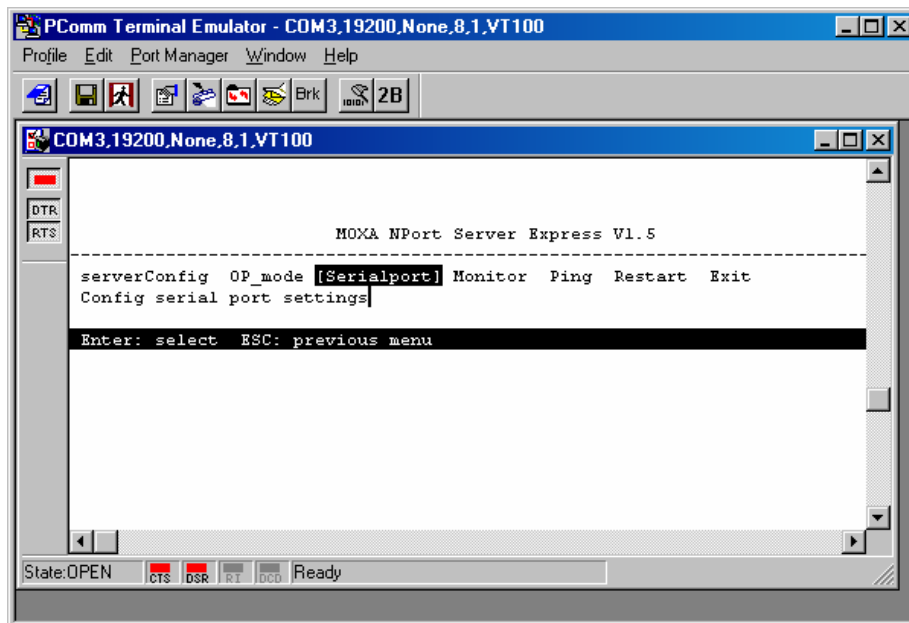 PComm Terminal Emulator - COM3,19200,None,8,1,VT100
Profile Edit Port Manager Window Help
Brk 2B
COM3,19200,None,8,1,VT100
DTR
RTS
MOXA NPort Server Express V1.5
serverConfig OP_mode [Serialport] Monitor Ping Restart Exit
Config serial port settings
Enter: select ESC: previous menu
State:OPEN CTS DSR RI DCD Ready